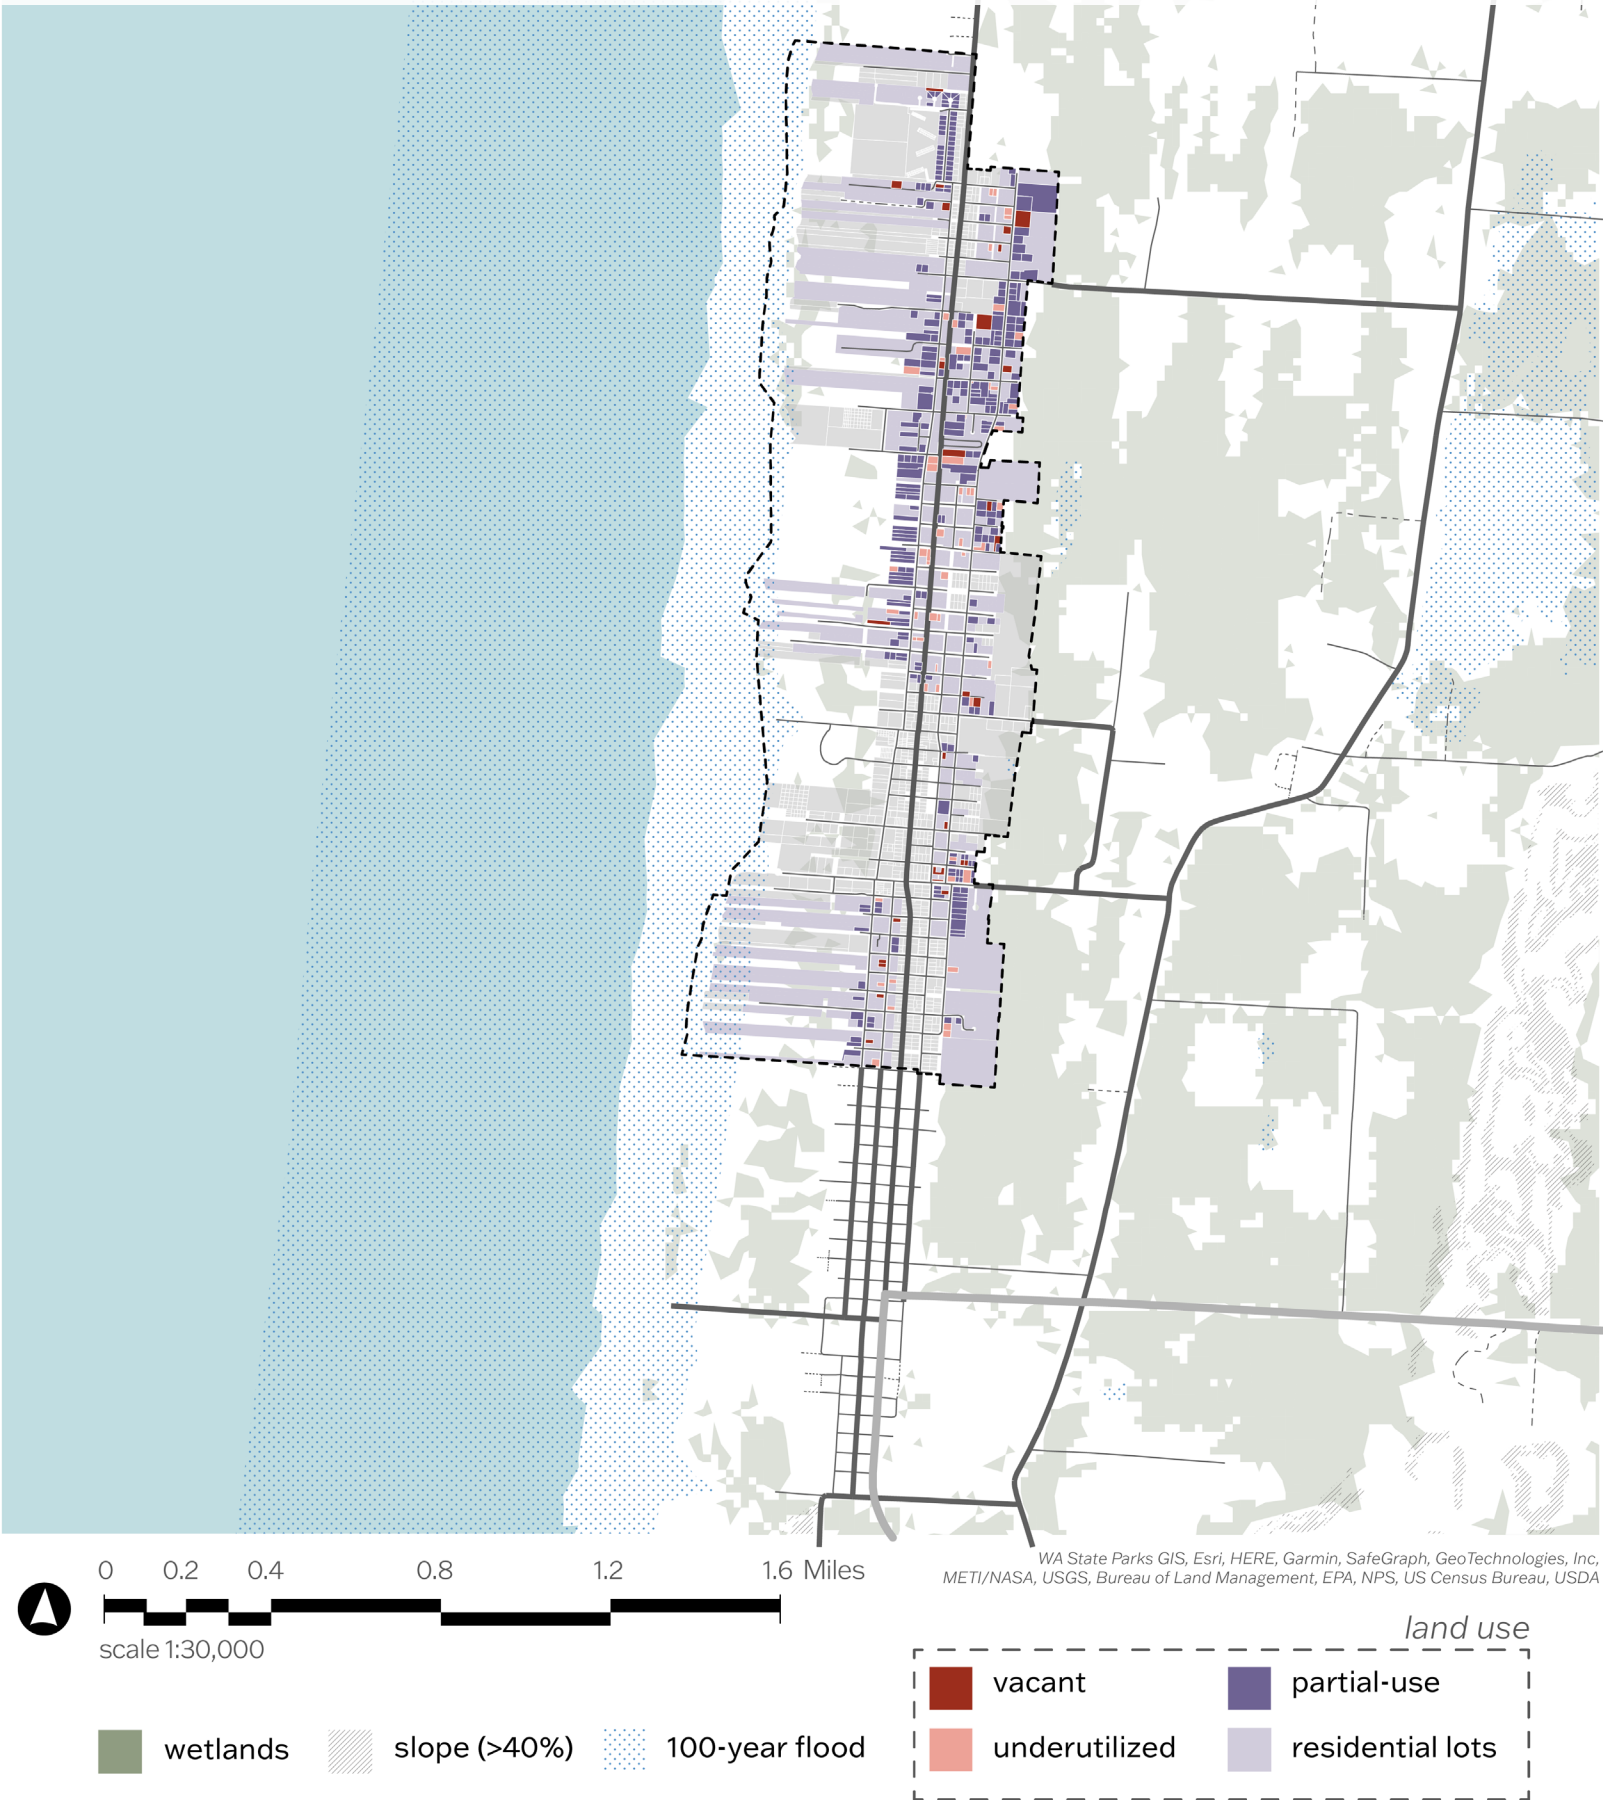 WA State Parks GIS, Esri, HERE, Garmin, SafeGraph, GeoTechnologies, Inc,
METI/NASA, USGS, Bureau of Land Management, EPA, NPS, US Census Bureau, USDA
0 0.2 0.4 0.8 1.2 1.6 Miles
scale 1:30,000
land use
vacant
partial-use
underutilized
residential lots
wetlands
slope (>40%)
100-year flood